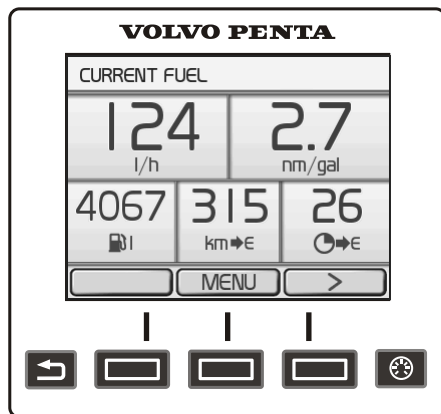 VOLVO PENTA
CURRENT FUEL
124 2.7
l/h nm/gal
4067 315 26
l km➡E ➡E
MENU >